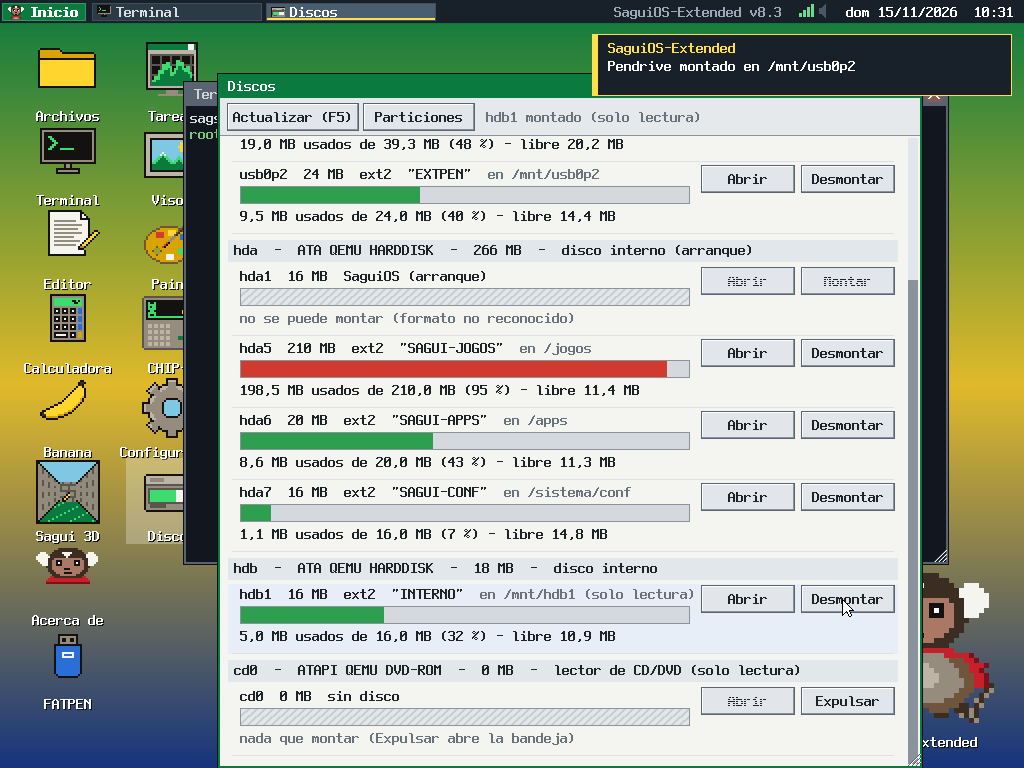 Inicio
Terminal
Discos
SaguiOS-Extended v8.3
dom 15/11/2026
10:31
SaguiOS-Extended
Pendrive montado en /mnt/usb0p2
Archivos
Terminal
Editor
Calculadora
Banana
Sagui 3D
Acerca de
FATPEN
Discos
Actualizar (F5)
Particiones
hdb1 montado (solo lectura)
19,0 MB usados de 39,3 MB (48 %) - libre 20,2 MB
usb0p2 24 MB ext2 "EXTPEN" en /mnt/usb0p2
Abrir
Desmontar
9,5 MB usados de 24,0 MB (40 %) - libre 14,4 MB
hda - ATA QEMU HARDDISK - 266 MB - disco interno (arranque)
hda1 16 MB SaguiOS (arranque)
Abrir
Montar
no se puede montar (formato no reconocido)
hda5 210 MB ext2 "SAGUI-JOGOS" en /jogos
Abrir
Desmontar
198,5 MB usados de 210,0 MB (95 %) - libre 11,4 MB
hda6 20 MB ext2 "SAGUI-APPS" en /apps
Abrir
Desmontar
8,6 MB usados de 20,0 MB (43 %) - libre 11,3 MB
hda7 16 MB ext2 "SAGUI-CONF" en /sistema/conf
Abrir
Desmontar
1,1 MB usados de 16,0 MB (7 %) - libre 14,8 MB
hdb - ATA QEMU HARDDISK - 18 MB - disco interno
hdb1 16 MB ext2 "INTERNO" en /mnt/hdb1 (solo lectura)
Abrir
Desmontar
5,0 MB usados de 16,0 MB (32 %) - libre 10,9 MB
cd0 - ATAPI QEMU DVD-ROM - 0 MB - lector de CD/DVD (solo lectura)
cd0 0 MB sin disco
Abrir
Expulsar
nada que montar (Expulsar abre la bandeja)